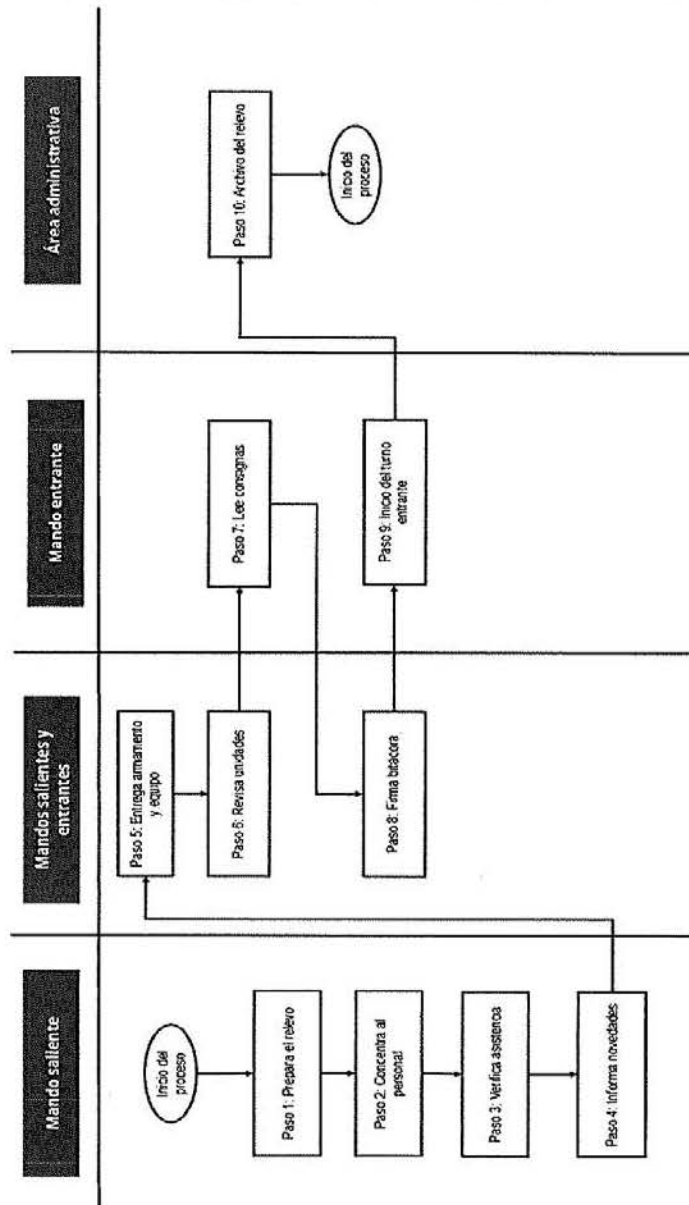 Mando saliente
Mandos salientes y
entrantes
Mando entrante
Área administrativa
Inicio del
proceso
Paso 1: Prepara el relevo
Paso 2: Concentra al
personal
Paso 3: Verifica asistencia
Paso 4: Informa novedades
Paso 5: Entrega armamento
y equipo
Paso 6: Revisa unidades
Paso 7: Lee consignas
Paso 8: Firma bitácora
Paso 9: Inicio del turno
entrante
Paso 10: Archivo del relevo
Inicio del
proceso